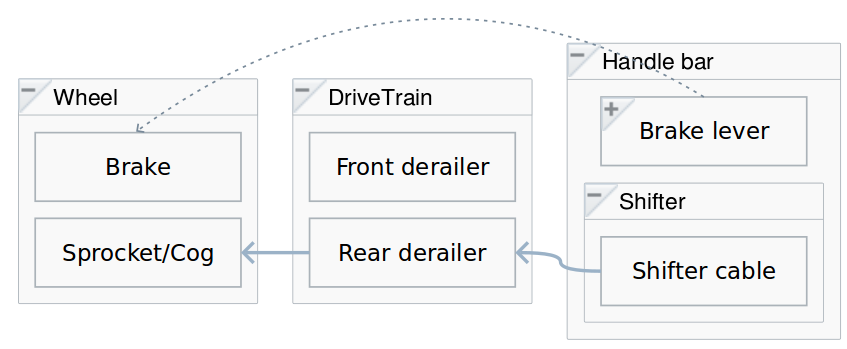 Wheel
Brake
Sprocket/Cog
DriveTrain
Front derailer
Rear derailer
Handle bar
Brake lever
Shifter
Shifter cable